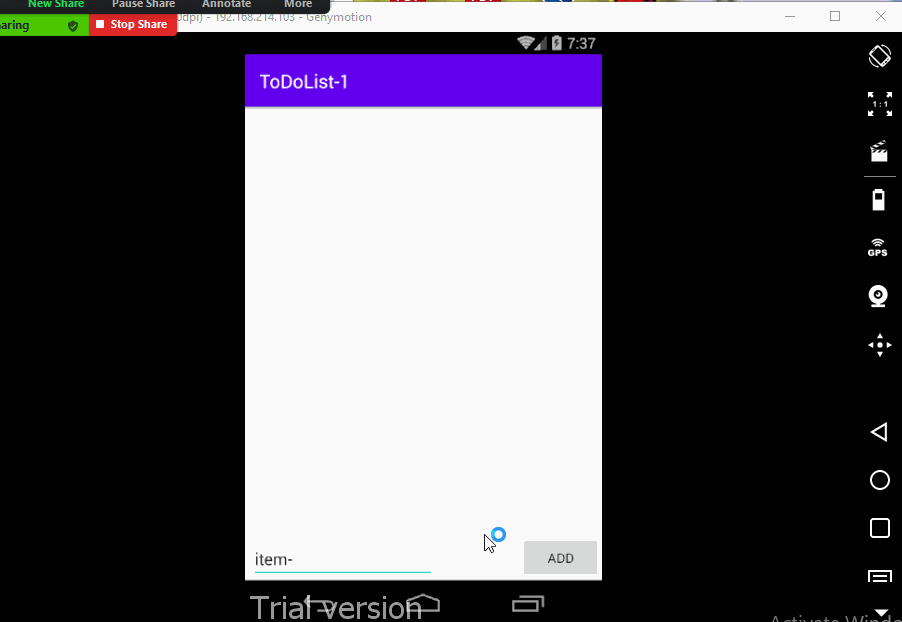 New Share Pause Share Annotate More
aring Stop Share
0dpi) - 192.168.214.103 - Genymotion
7:37
ToDoList-1
1:1
GPS
item-
ADD
Trial version
Activate Windo